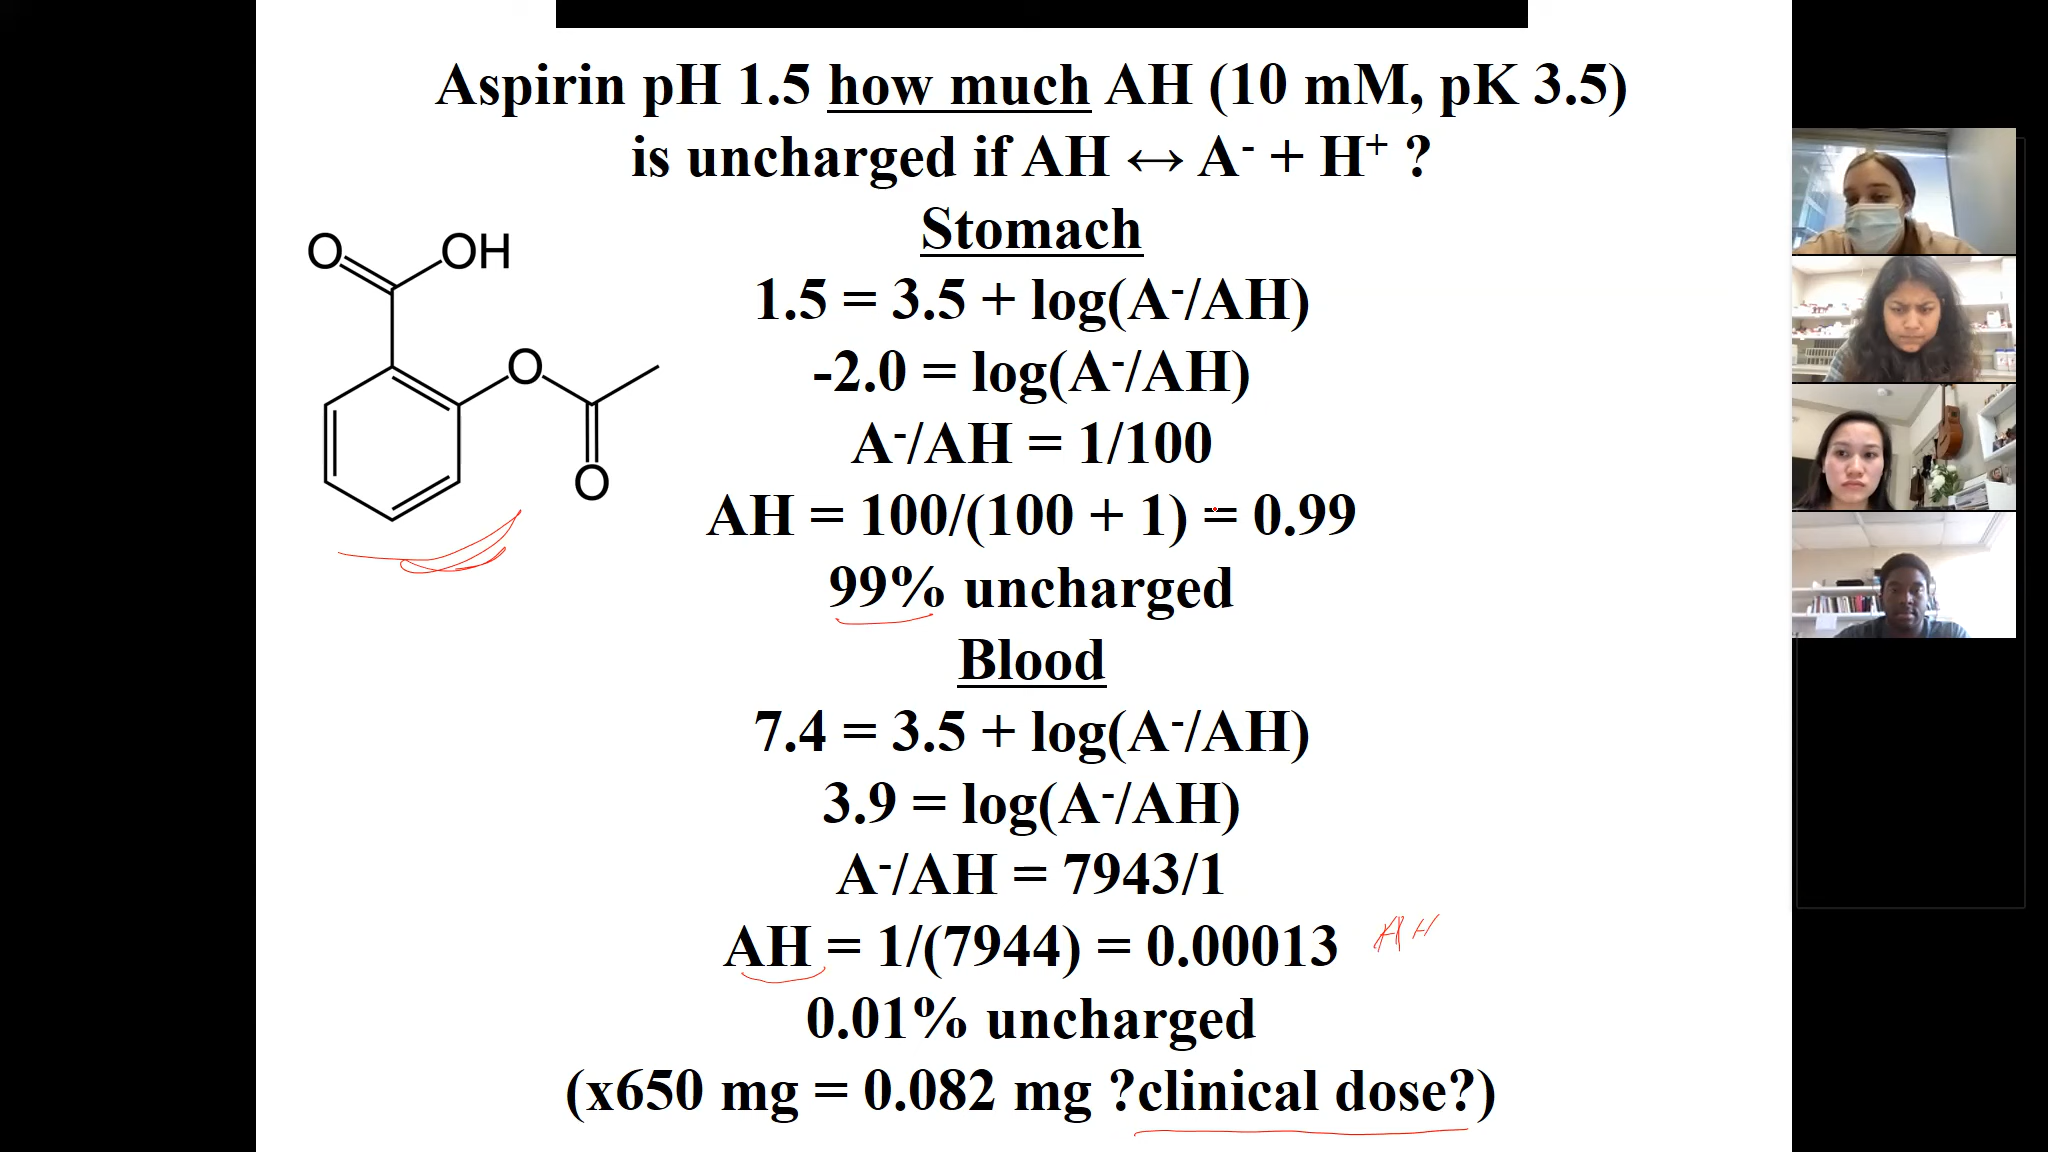 Aspirin pH 1.5 how much AH (10 mM, pK 3.5)
is uncharged if AH ↔ A⁻ + H⁺ ?
Stomach
O
OH
O
O
1.5 = 3.5 + log(A⁻/AH)
-2.0 = log(A⁻/AH)
A⁻/AH = 1/100
AH = 100/(100 + 1) = 0.99
99% uncharged
Blood
7.4 = 3.5 + log(A⁻/AH)
3.9 = log(A⁻/AH)
A⁻/AH = 7943/1
AH = 1/(7944) = 0.00013 AH
0.01% uncharged
(x650 mg = 0.082 mg ?clinical dose?)